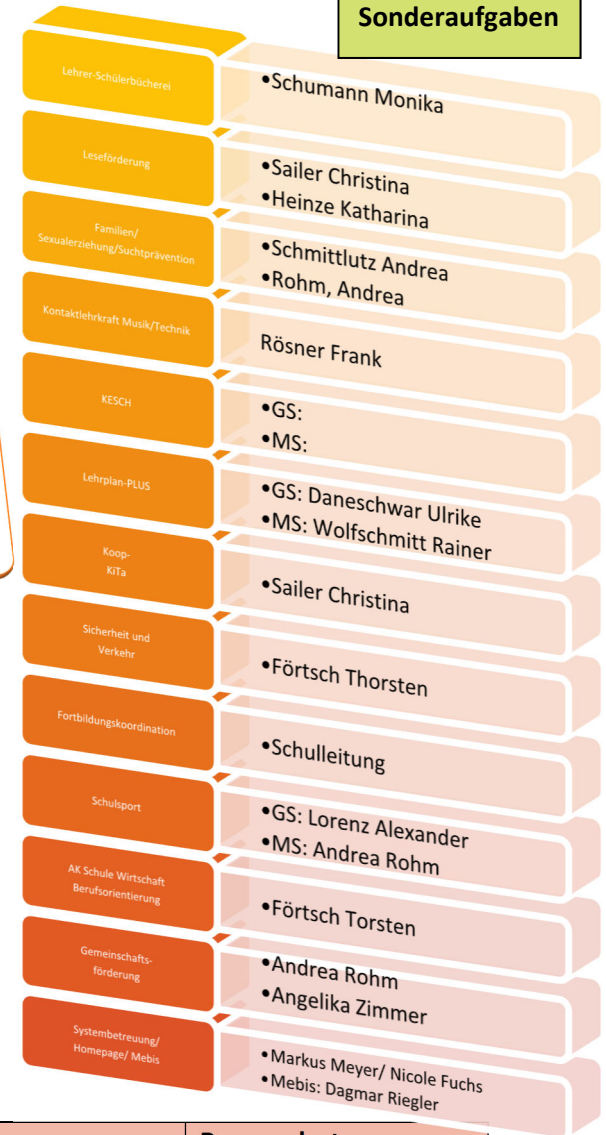 Sonderaufgaben
Lehrer-Schülerbücherei
•Schumann Monika
Leseförderung
•Sailer Christina
•Heinze Katharina
Familien/
Sexualerziehung/Suchtprävention
•Schmittlutz Andrea
•Rohm, Andrea
Kontaktlehrkraft Musik/Technik
Rösner Frank
KESCH
•GS:
•MS:
Lehrplan-PLUS
•GS: Daneschwar Ulrike
•MS: Wolfschmitt Rainer
Koop-
KiTa
•Sailer Christina
Sicherheit und
Verkehr
•Förtsch Thorsten
Fortbildungskoordination
•Schulleitung
Schulsport
•GS: Lorenz Alexander
•MS: Andrea Rohm
AK Schule Wirtschaft
Berufsorientierung
•Förtsch Torsten
Gemeinschafts-
förderung
•Andrea Rohm
•Angelika Zimmer
Systembetreuung/
Homepage/ Mebis
•Markus Meyer/ Nicole Fuchs
•Mebis: Dagmar Riegler